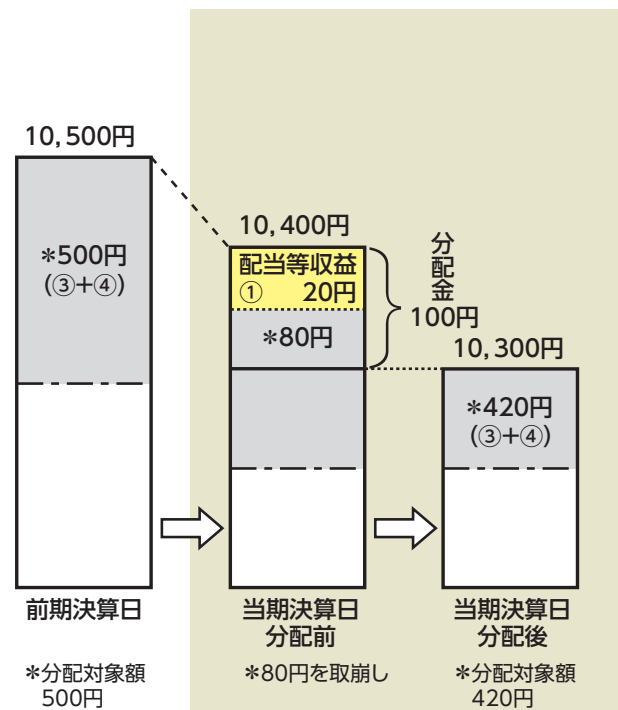 10,500円
*500円
(③+④)
10,400円
配当等収益
① 20円
*80円
分配金
100円
10,300円
*420円
(③+④)
前期決算日
当期決算日
分配前
当期決算日
分配後
*分配対象額
500円
*80円を取崩し
*分配対象額
420円